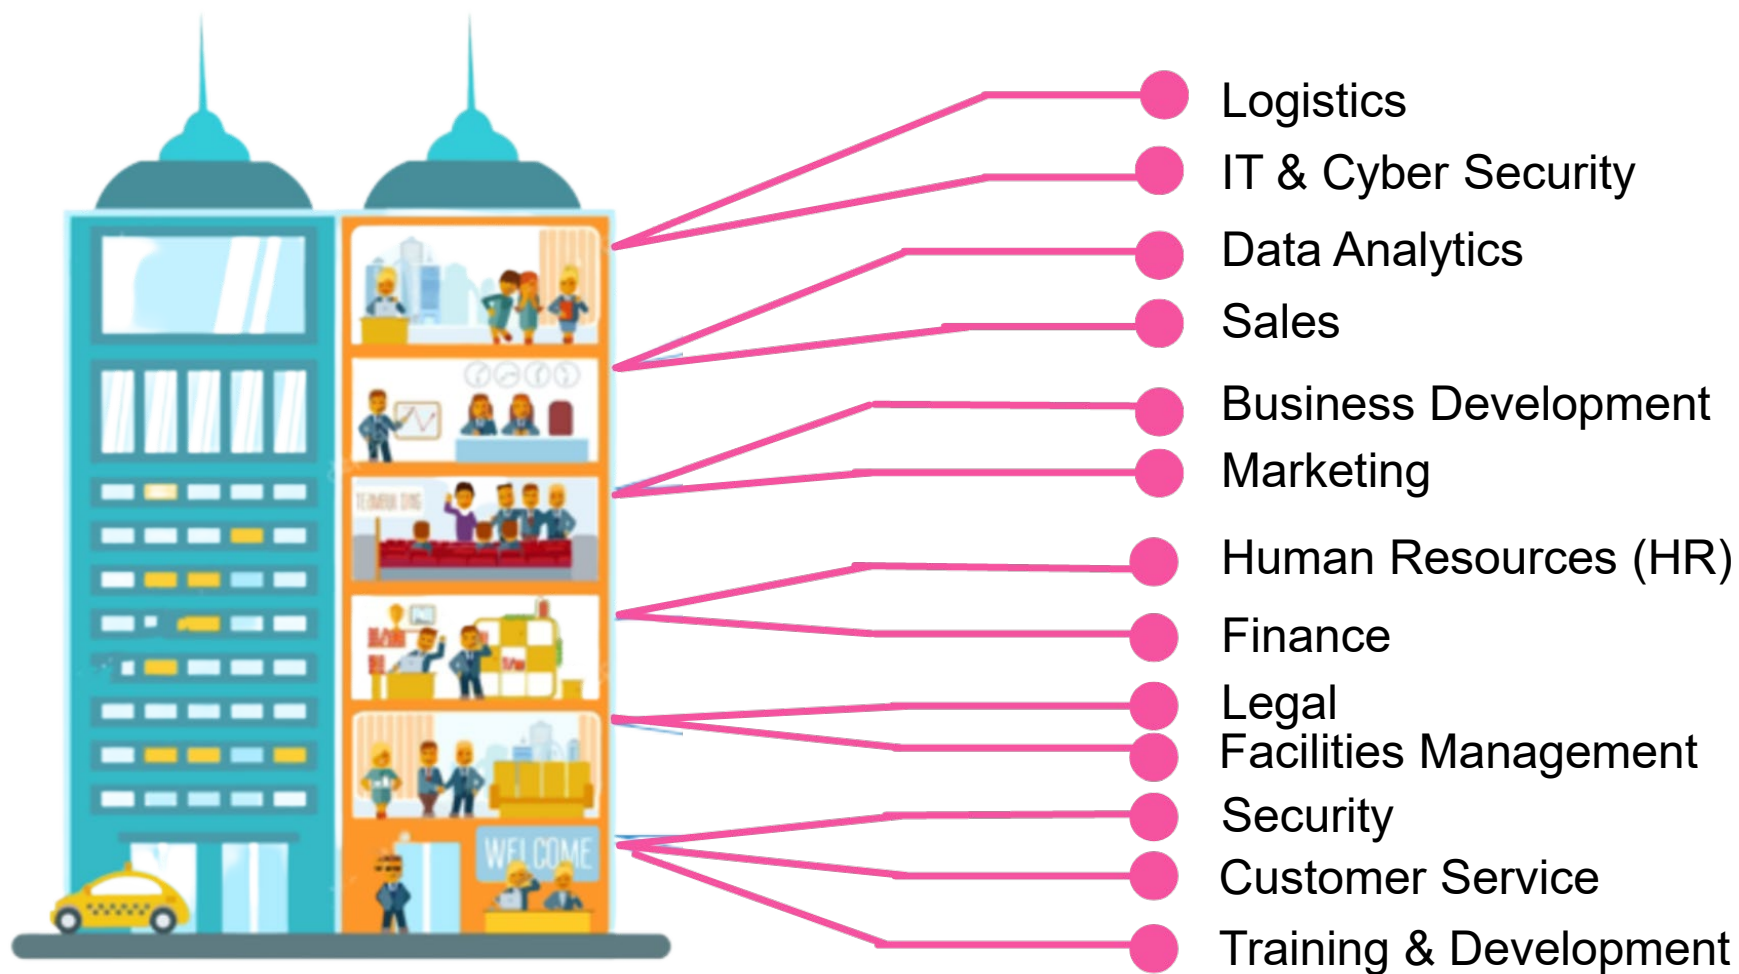 Logistics
IT & Cyber Security
Data Analytics
Sales
Business Development
Marketing
TEAMBUILDING
Human Resources (HR)
Finance
Legal
Facilities Management
Security
WELCOME
Customer Service
Training & Development